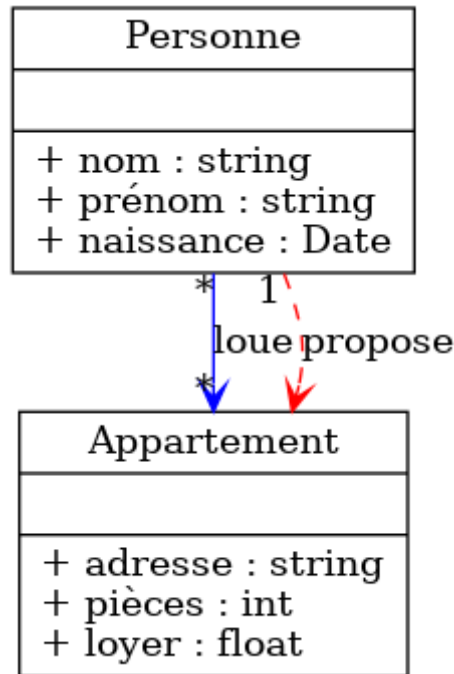 Personne
+ nom : string
+ prénom : string
+ naissance : Date
* 1
loue propose
*
Appartement
+ adresse : string
+ pièces : int
+ loyer : float